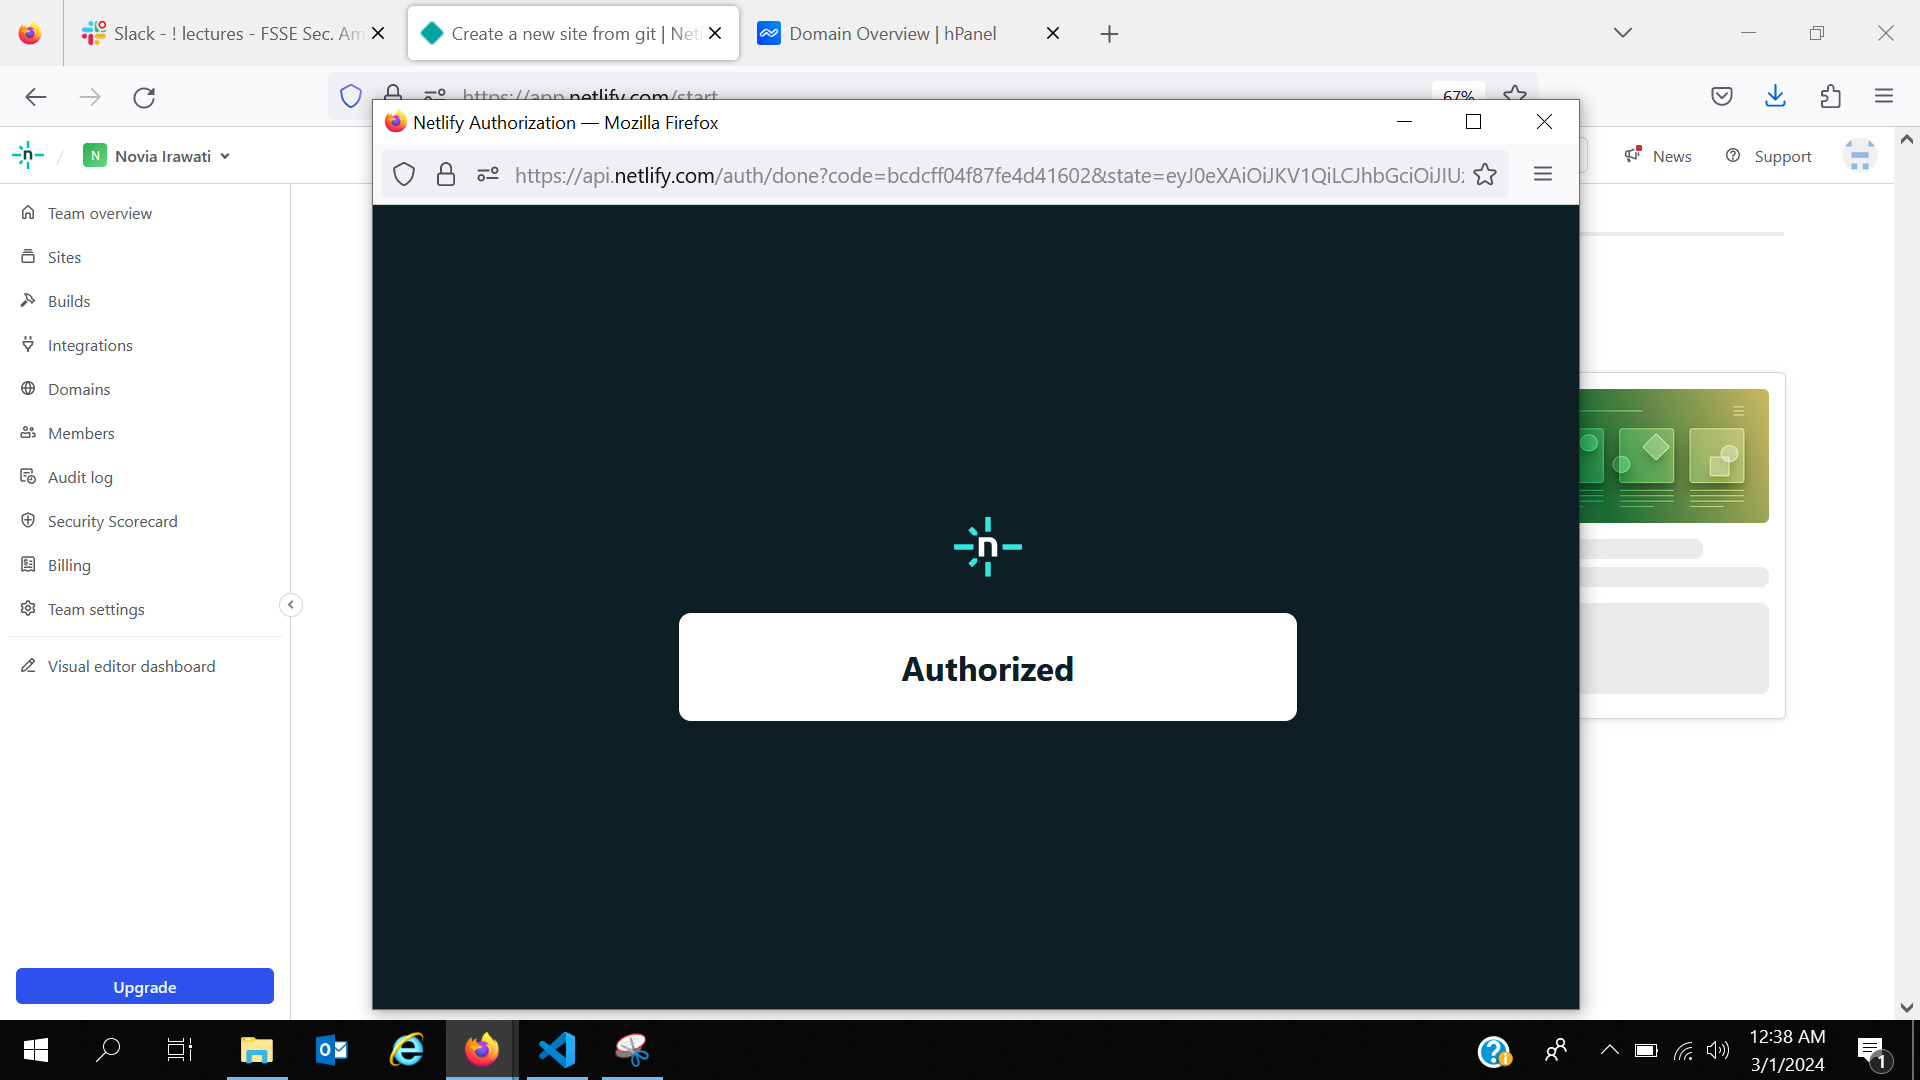 Slack - ! lectures - FSSE Sec. Am
Create a new site from git | Netl
Domain Overview | hPanel
https://app.netlify.com/start
67%
Netlify Authorization — Mozilla Firefox
https://api.netlify.com/auth/done?code=bcdcff04f87fe4d41602&state=eyJ0eXAiOiJKV1QiLCJhbGciOiJIUz
n
/
N
Novia Irawati
News
Support
Team overview
Sites
Builds
Integrations
Domains
Members
Audit log
Security Scorecard
Billing
Team settings
Visual editor dashboard
Upgrade
n
Authorized
12:38 AM
3/1/2024
1